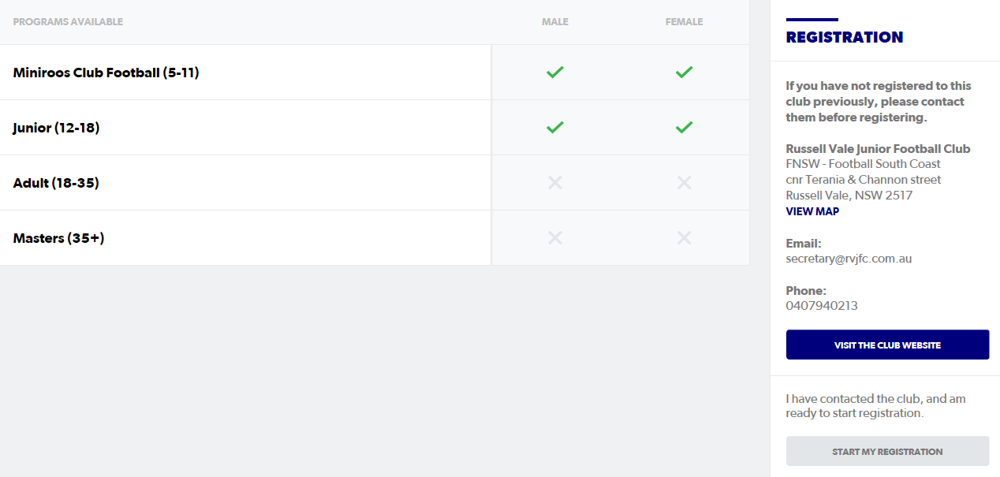 PROGRAMS AVAILABLE MALE FEMALE
Miniroos Club Football (5-11)
Junior (12-18)
Adult (18-35)
Masters (35+)
REGISTRATION
If you have not registered to this
club previously, please contact
them before registering.
Russell Vale Junior Football Club
FNSW - Football South Coast
cnr Terania & Channon street
Russell Vale, NSW 2517
VIEW MAP
Email:
secretary@rvjfc.com.au
Phone:
0407940213
VISIT THE CLUB WEBSITE
I have contacted the club, and am
ready to start registration.
START MY REGISTRATION